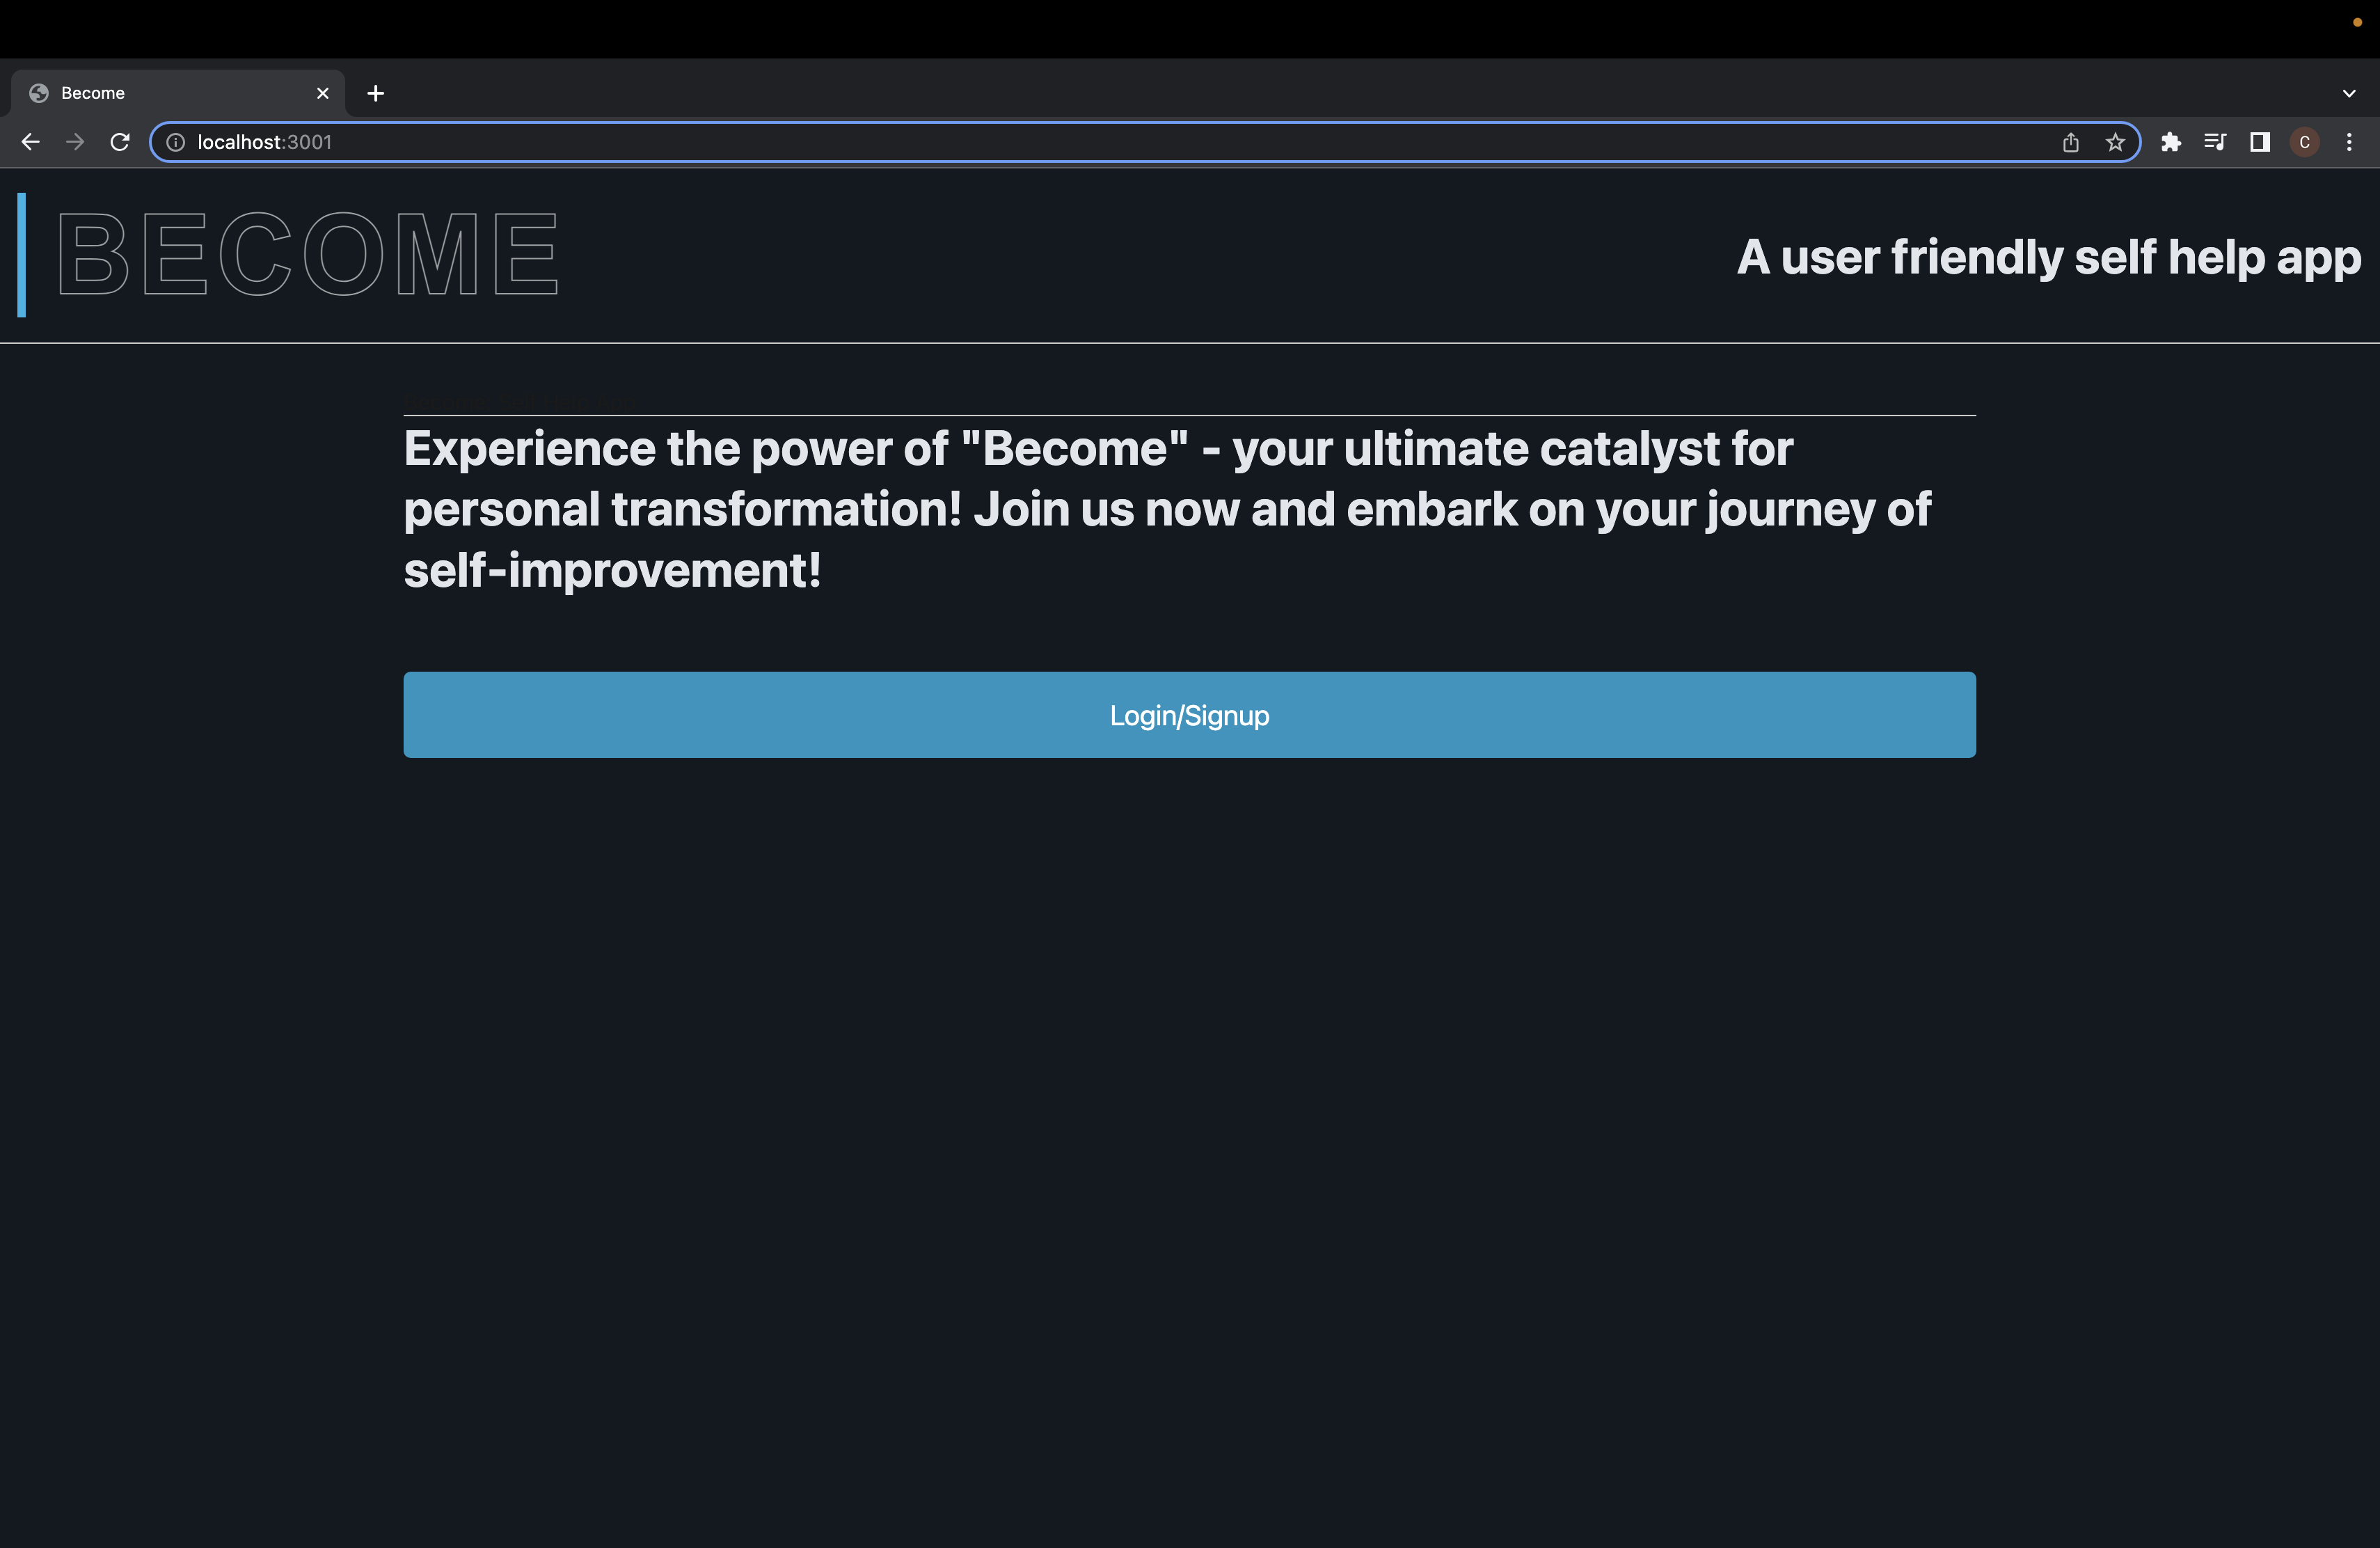 Become
localhost:3001
C
BECOME
A user friendly self help app
Experience the power of "Become" - your ultimate catalyst for
personal transformation! Join us now and embark on your journey of
self-improvement!
Login/Signup